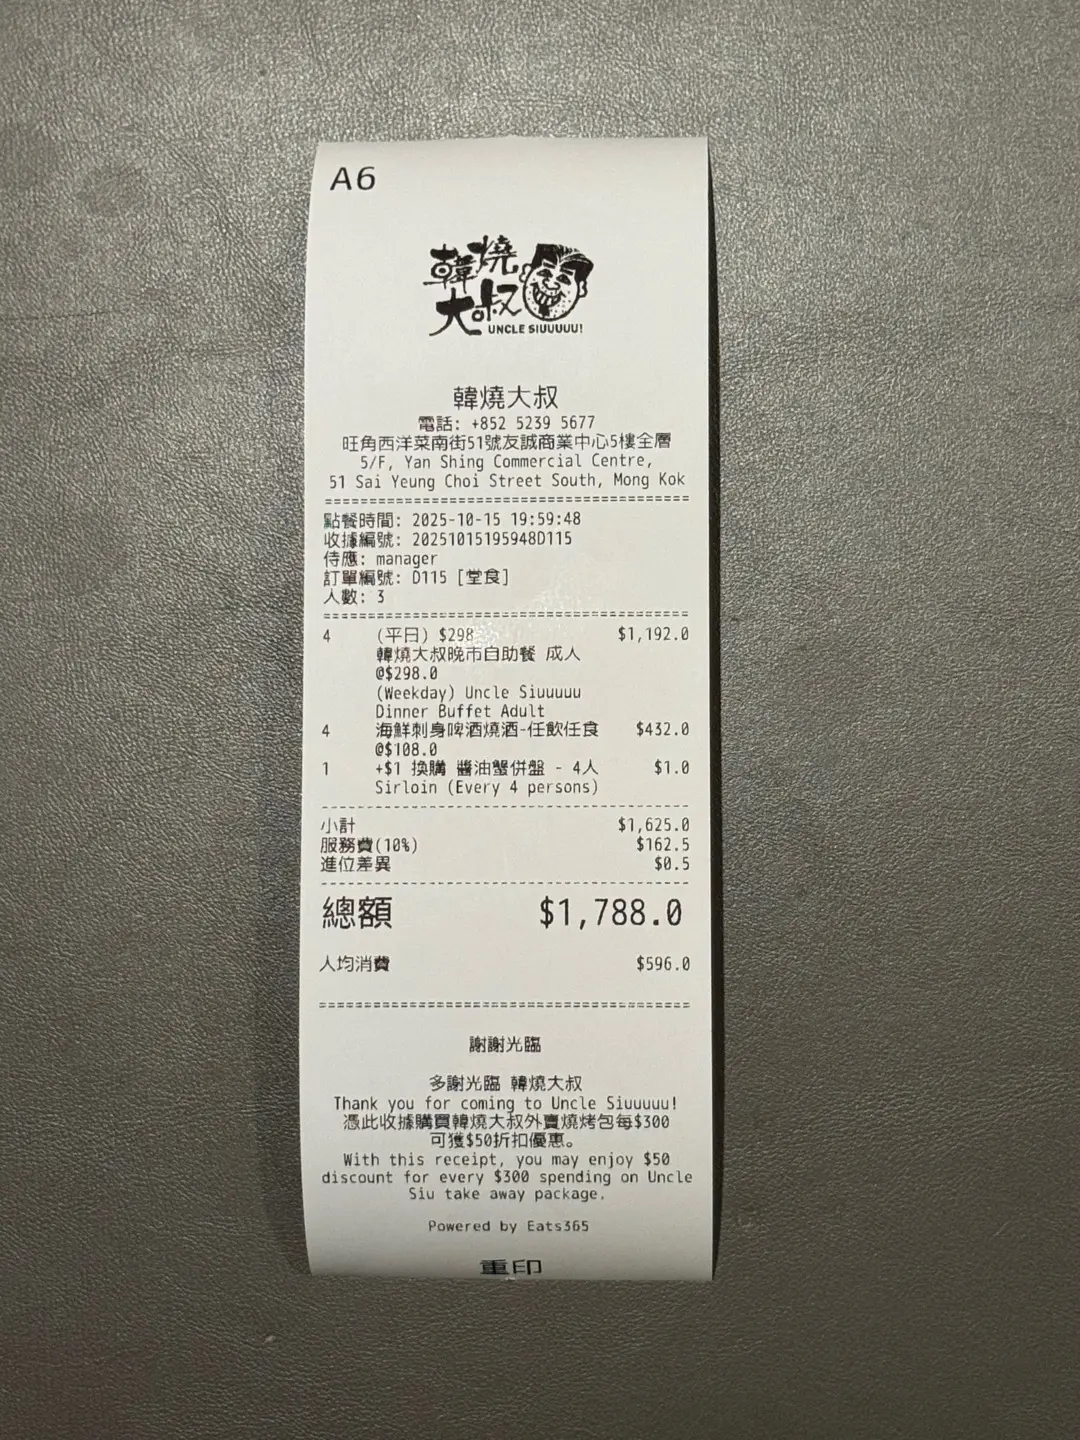 A6
韓燒
大叔
UNCLE SIUUUUU!
韓燒大叔
電話: +852 5239 5677
旺角西洋菜南街51號友誠商業中心5樓全層
5/F, Yan Shing Commercial Centre,
51 Sai Yeung Choi Street South, Mong Kok
點餐時間: 2025-10-15 19:59:48
收據編號: 20251015195948D115
侍應: manager
訂單編號: D115 [堂食]
人數: 3
4 (平日) $298 $1,192.0
韓燒大叔晚市自助餐 成人
@$298.0
(Weekday) Uncle Siuuuuu
Dinner Buffet Adult
4 海鮮刺身啤酒燒酒-任飲任食 $432.0
@$108.0
1 +$1 換購 醬油蟹併盤 - 4人 $1.0
Sirloin (Every 4 persons)
小計 $1,625.0
服務費(10%) $162.5
進位差異 $0.5
總額 $1,788.0
人均消費 $596.0
謝謝光臨
多謝光臨 韓燒大叔
Thank you for coming to Uncle Siuuuuu!
憑此收據購買韓燒大叔外賣燒烤包每$300
可獲$50折扣優惠。
With this receipt, you may enjoy $50
discount for every $300 spending on Uncle
Siu take away package.
Powered by Eats365
重印